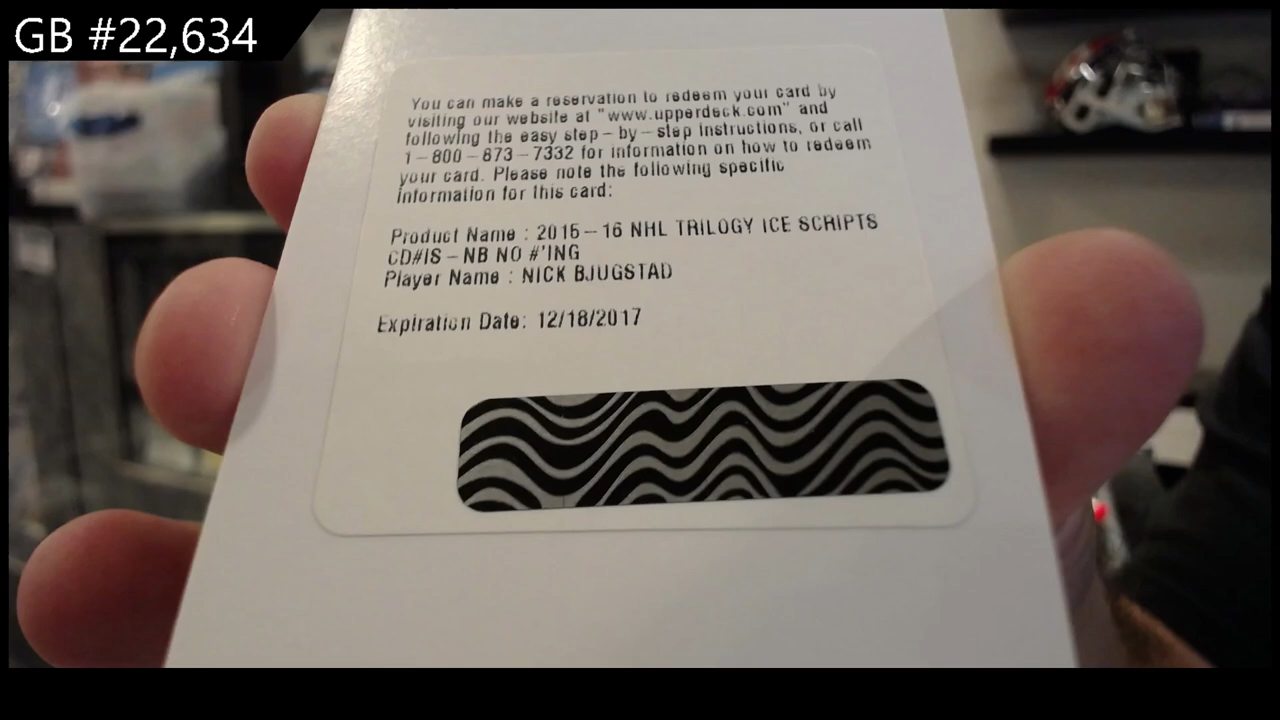 GB #22,634
You can make a reservation to redeem your card by
visiting our website at "www.upperdeck.com" and
following the easy step-by-step instructions, or call
1-800-873-7332 for information on how to redeem
your card. Please note the following specific
information for this card:
Product Name : 2015-16 NHL TRILOGY ICE SCRIPTS
CD#IS-NB NO #'ING
Player Name : NICK BJUGSTAD
Expiration Date: 12/18/2017